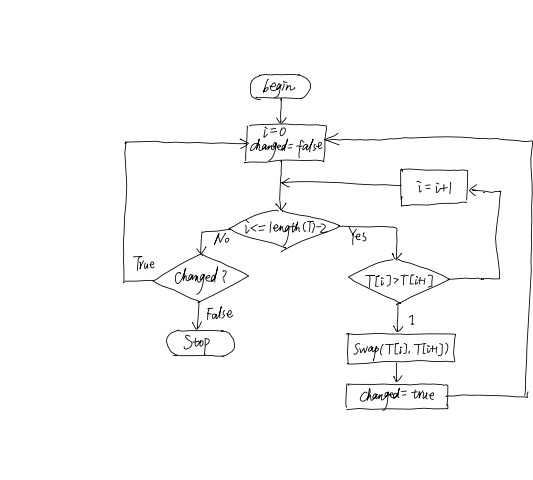 begin
i=0
changed=false
i=i+1
i<=length(T)-2
No
Yes
changed?
T[i]>T[i+1]
True
False
1
Stop
Swap(T[i], T[i+1])
changed=true